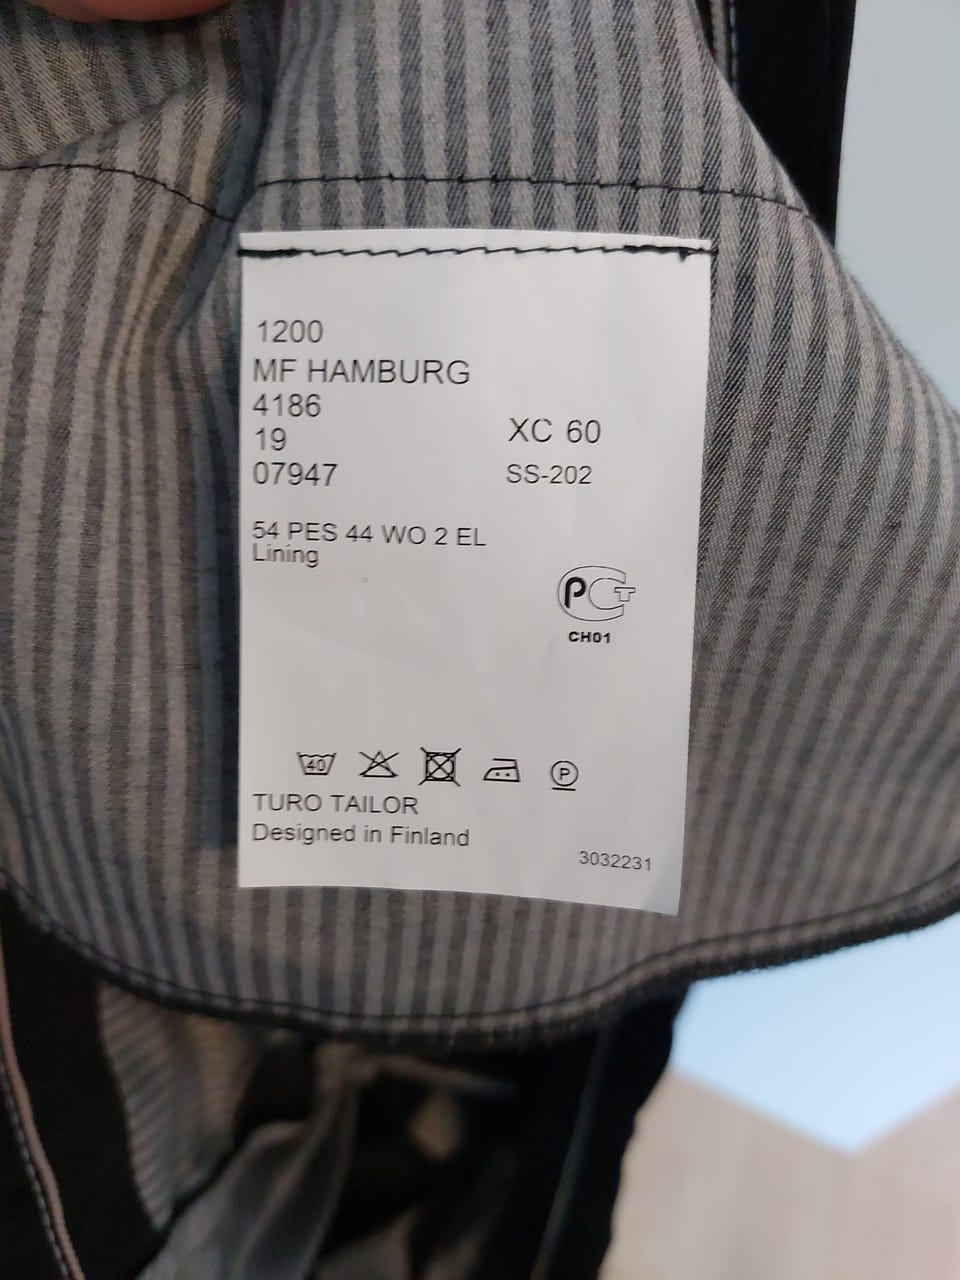 1200
MF HAMBURG
4186
19
07947
XC 60
SS-202
54 PES 44 WO 2 EL
Lining
PCT
CH01
40
P
TURO TAILOR
Designed in Finland
3032231